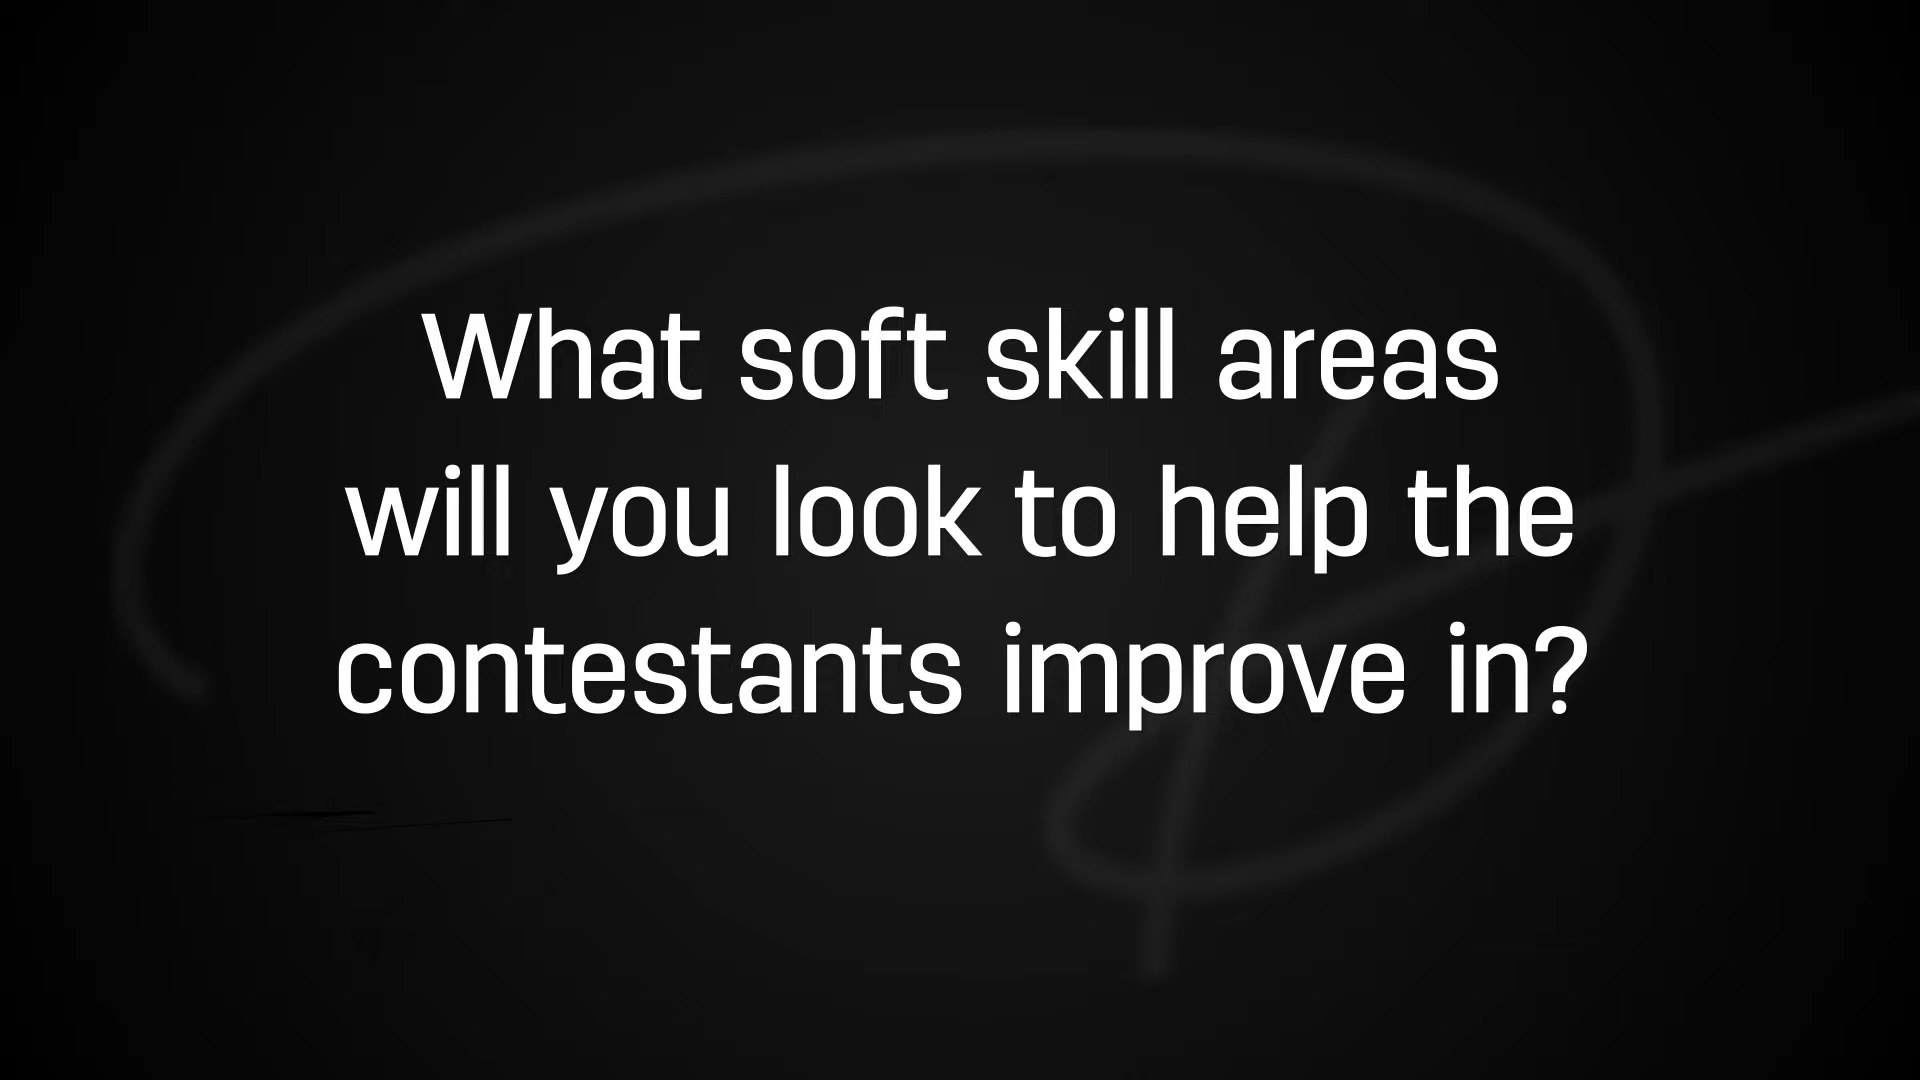 What soft skill areas
will you look to help the
contestants improve in?